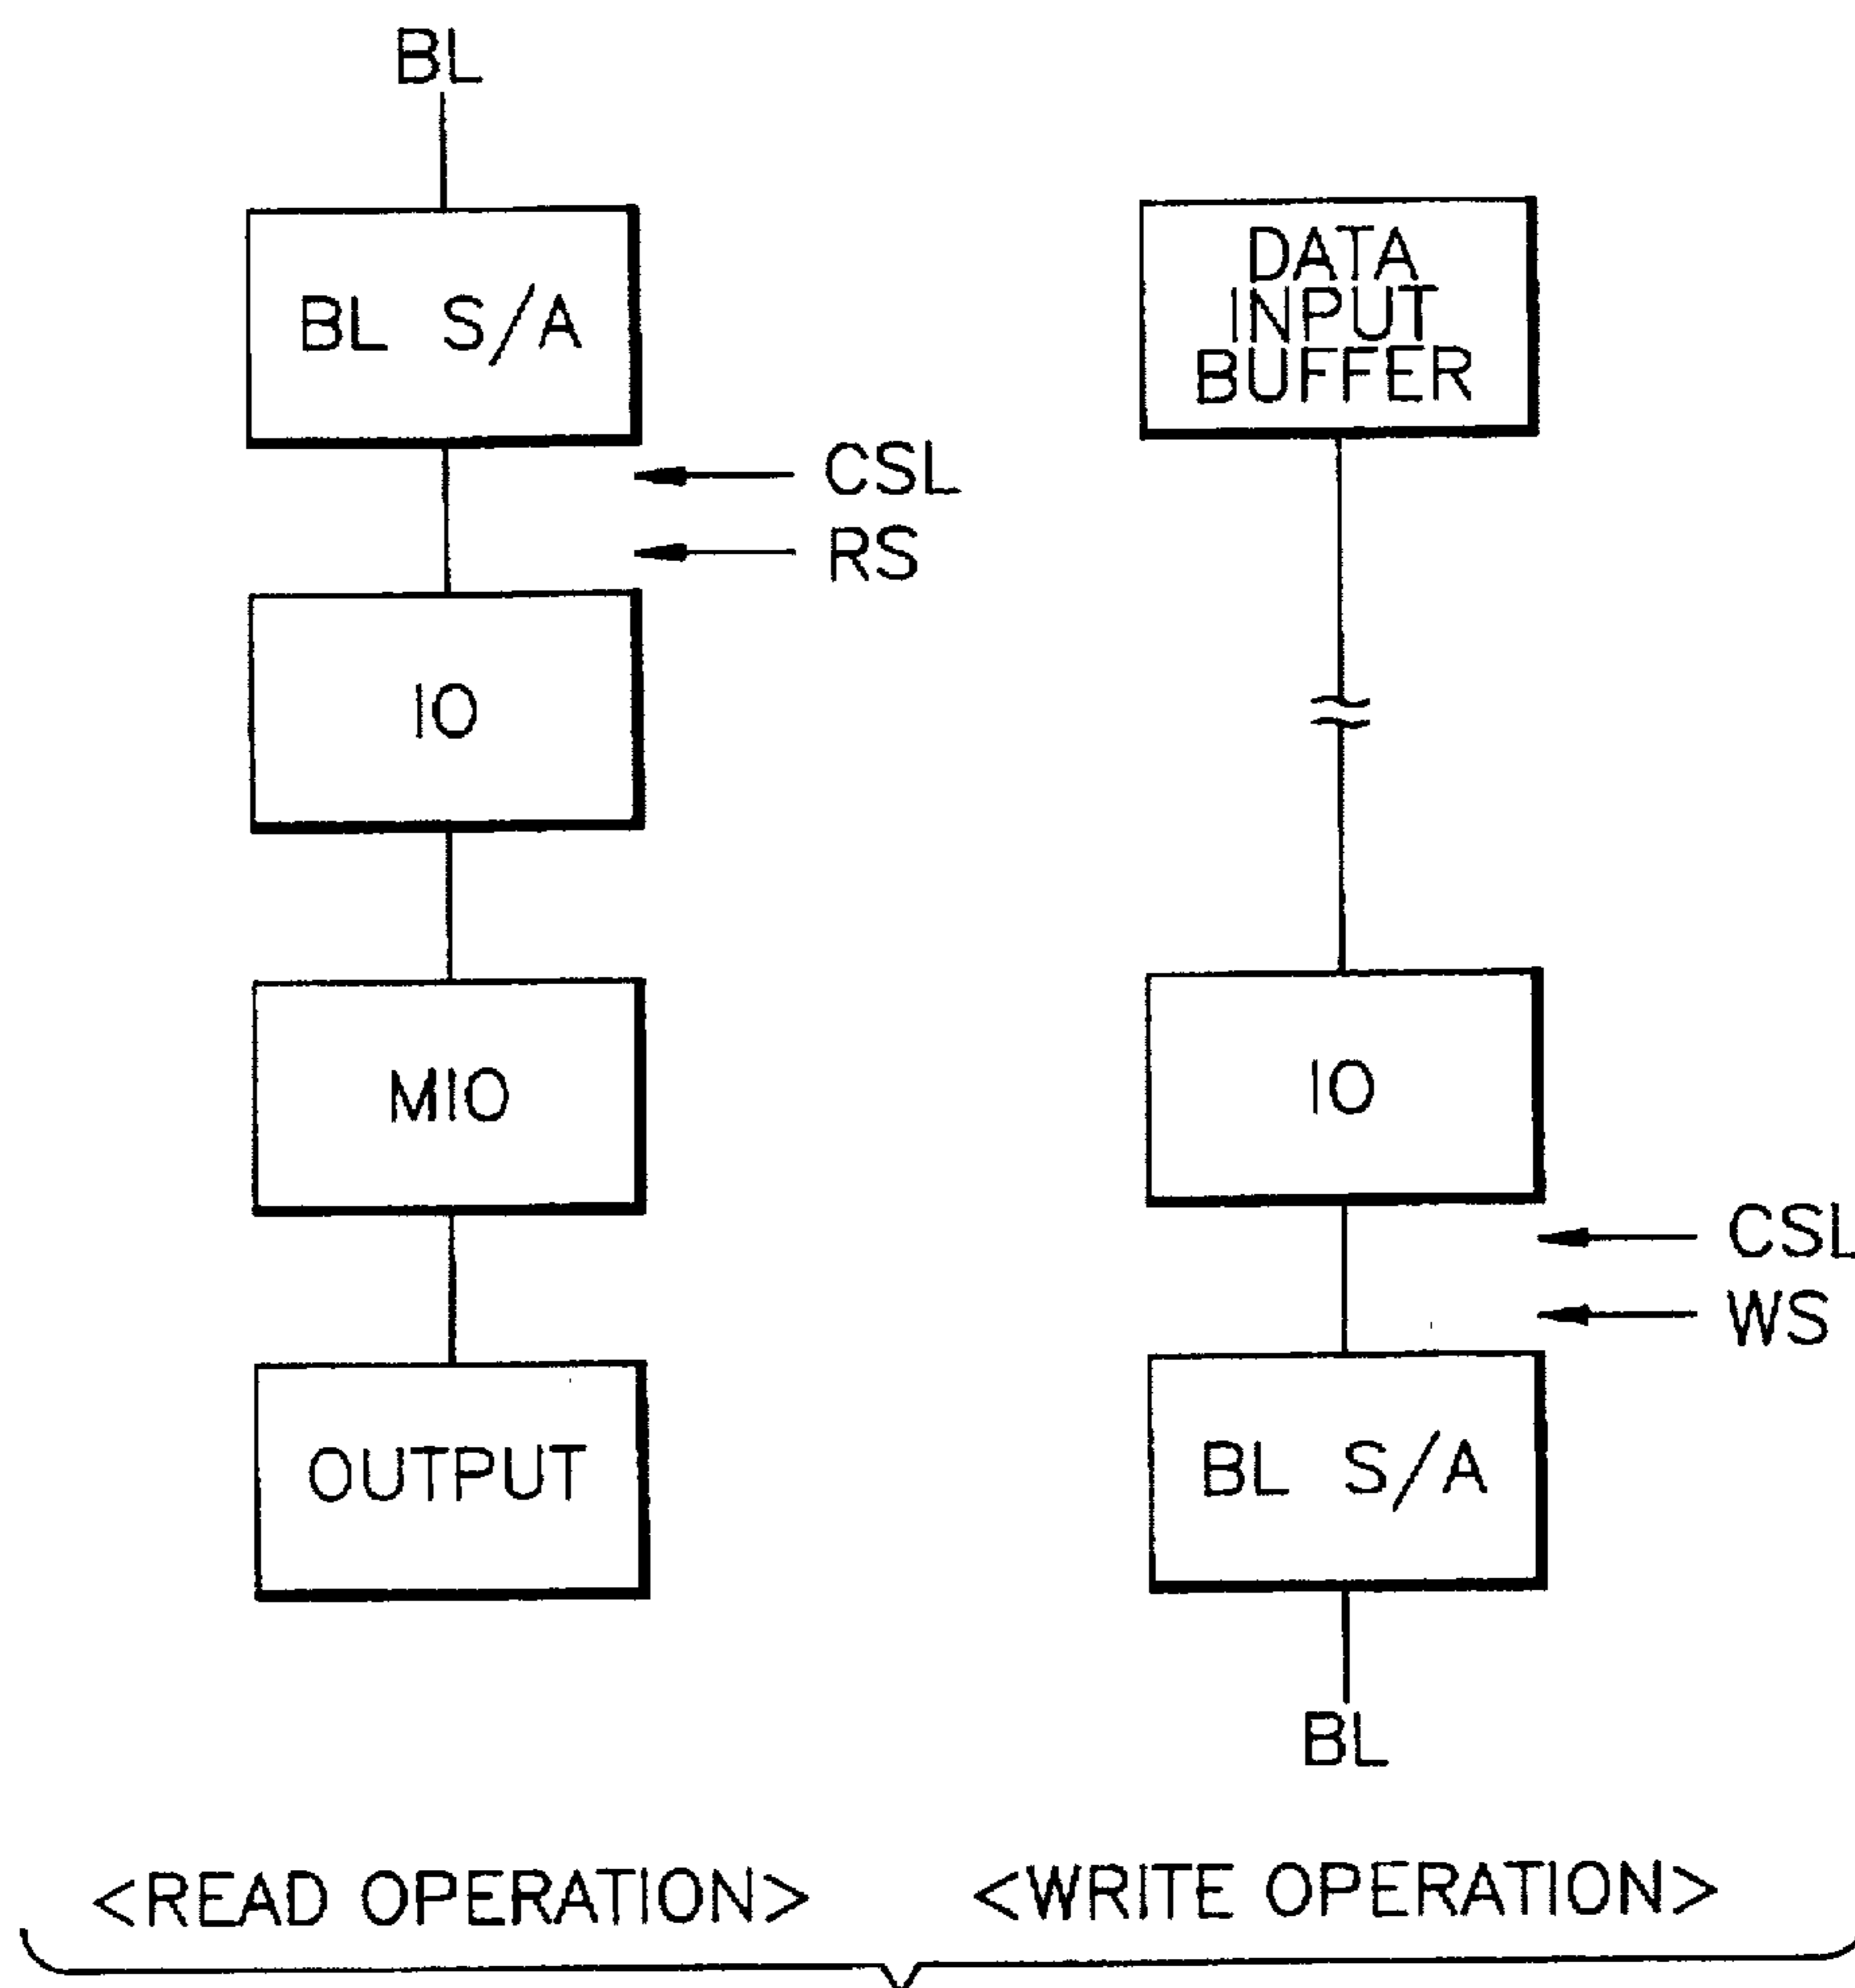 BL
BL S/A
CSL
RS
IO
MIO
OUTPUT
<READ OPERATION>
DATA
INPUT
BUFFER
IO
CSL
WS
BL S/A
BL
<WRITE OPERATION>